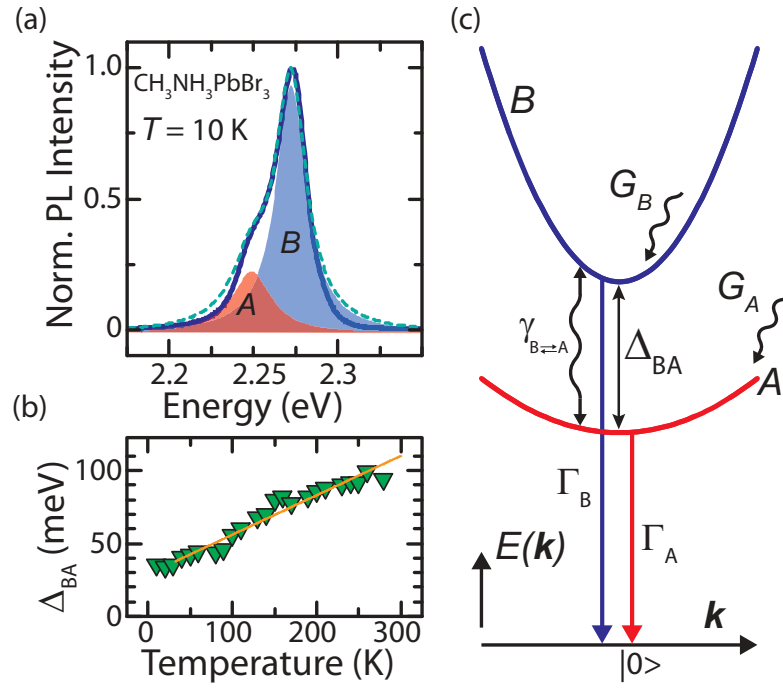 (a)
CH₃NH₃PbBr₃
T = 10 K
B
A
1.0
0.5
0
Norm. PL Intensity
2.2 2.25 2.3
Energy (eV)
(b)
100
50
0
Δ_BA (meV)
0 100 200 300
Temperature (K)
(c)
B
G_B
G_A
γ_B⇄A
Δ_BA
A
Γ_B
Γ_A
E(k)
k
|0>